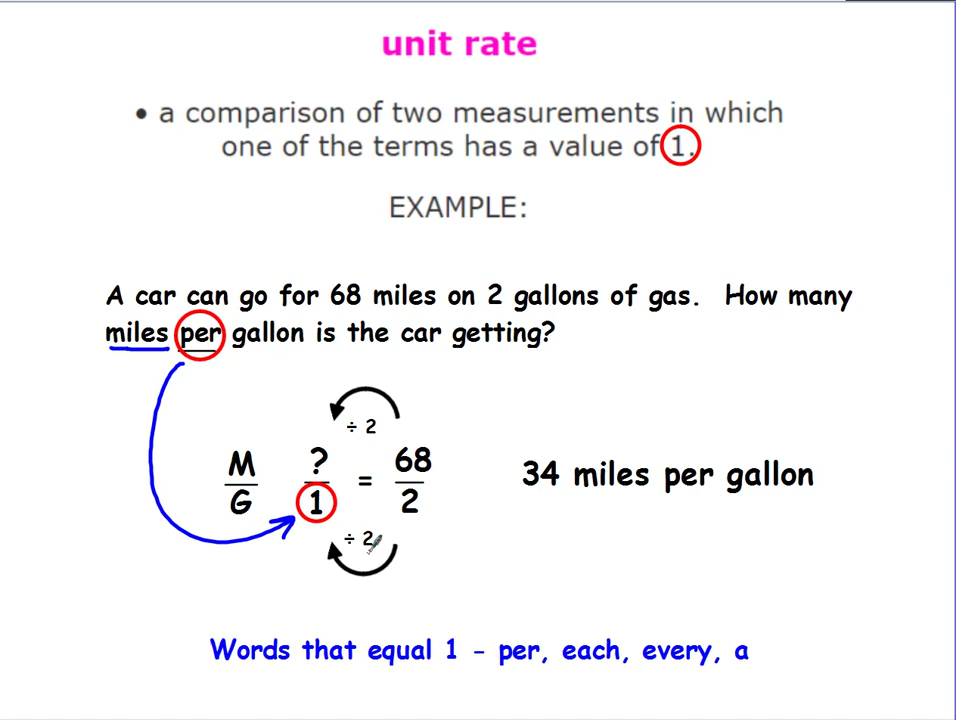 unit rate
• a comparison of two measurements in which
one of the terms has a value of 1.
EXAMPLE:
A car can go for 68 miles on 2 gallons of gas. How many
miles per gallon is the car getting?
÷ 2
M/G ?/1 = 68/2
34 miles per gallon
÷ 2
Words that equal 1 - per, each, every, a